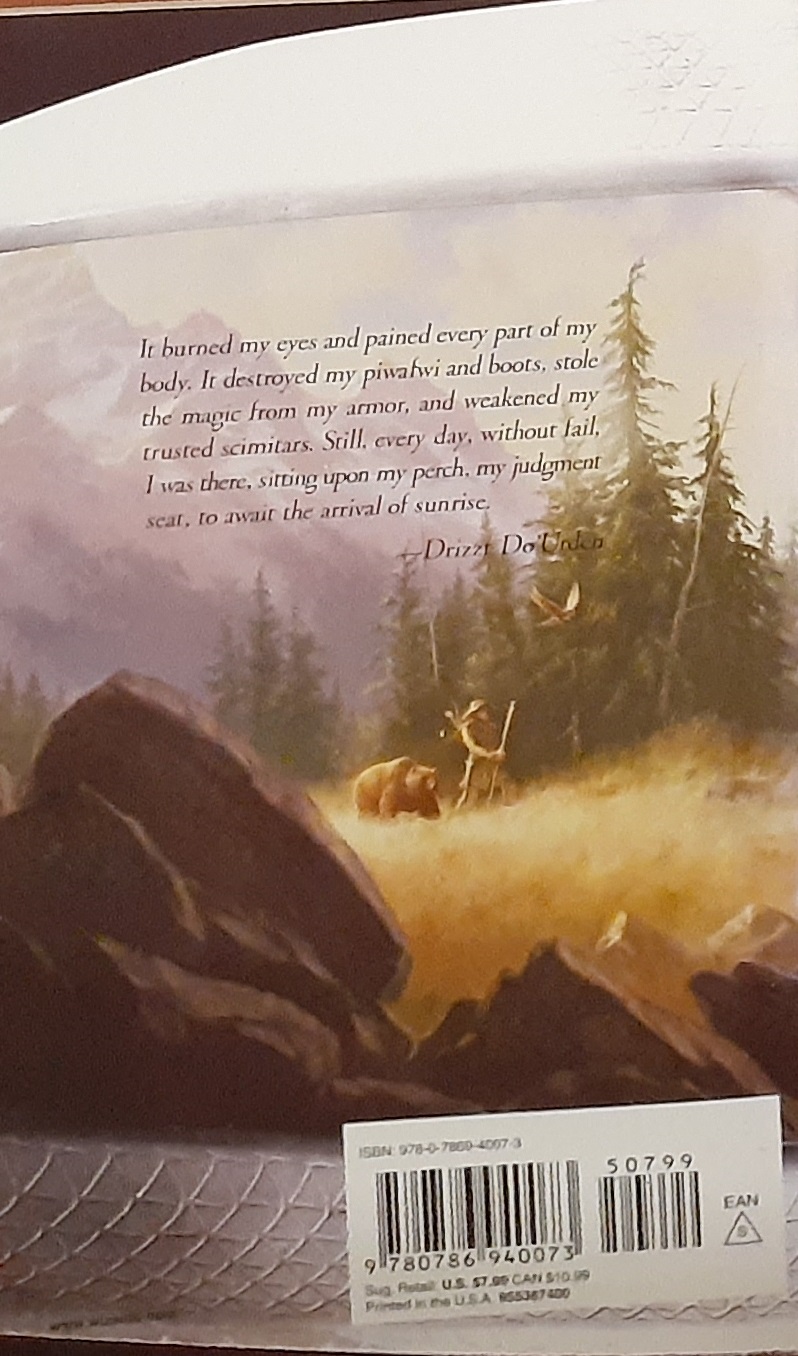 It burned my eyes and pained every part of my
body. It destroyed my piwafwi and boots, stole
the magic from my armor, and weakened my
trusted scimitars. Still, every day, without fail,
I was there, sitting upon my perch, my judgment
seat, to await the arrival of sunrise.
—Drizzt Do'Urden
ISBN: 978-0-7869-4007-3
50799
EAN
9 780786 940073
Sug. Retail: U.S. $7.99 CAN $10.99
Printed in the U.S.A. 955367400